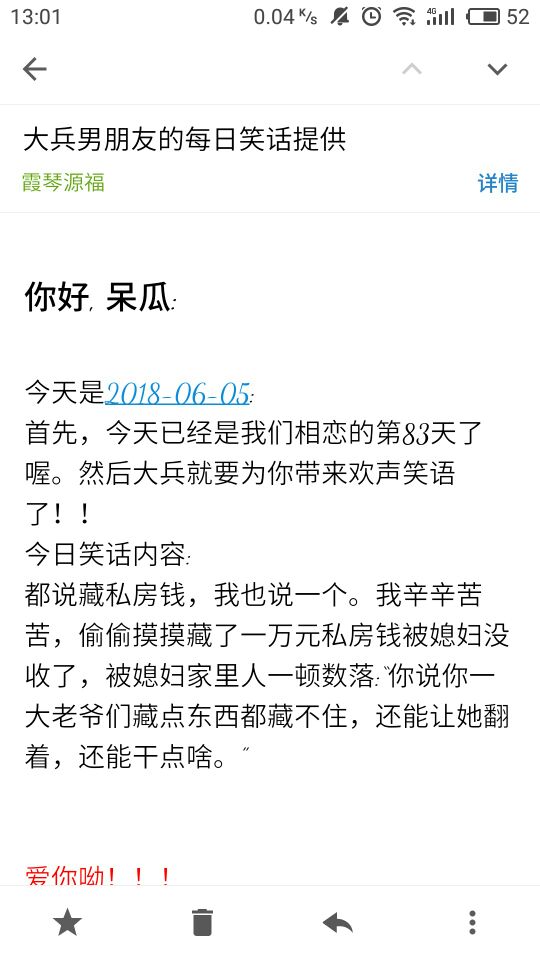 13:01 0.04 K/s 4G 52
大兵男朋友的每日笑话提供
霞琴源福 详情
你好, 呆瓜:
今天是2018-06-05:
首先，今天已经是我们相恋的第83天了
喔。然后大兵就要为你带来欢声笑语
了！！
今日笑话内容:
都说藏私房钱，我也说一个。我辛辛苦
苦，偷偷摸摸藏了一万元私房钱被媳妇没
收了，被媳妇家里人一顿数落:“你说你一
大老爷们藏点东西都藏不住，还能让她翻
着，还能干点啥。”
爱你呦！！！